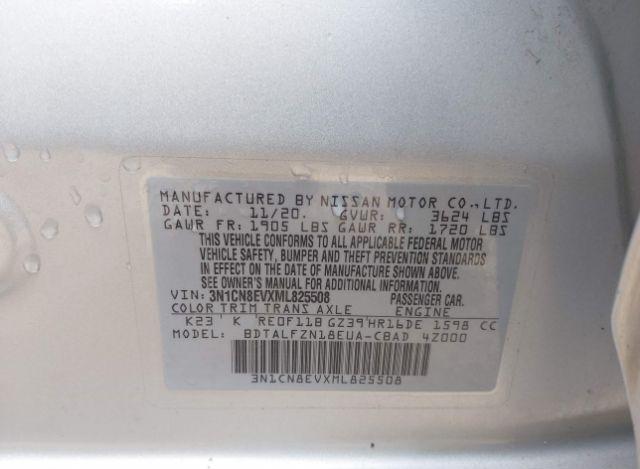 MANUFACTURED BY NISSAN MOTOR CO.,LTD.
DATE: 11/20. GVWR: 3624 LBS
GAWR FR: 1905 LBS GAWR RR: 1720 LBS
THIS VEHICLE CONFORMS TO ALL APPLICABLE FEDERAL MOTOR
VEHICLE SAFETY, BUMPER AND THEFT PREVENTION STANDARDS
IN EFFECT ON THE DATE OF MANUFACTURE SHOWN ABOVE.
SEE OWNER'S MANUAL FOR ADDITIONAL INFORMATION.
VIN: 3N1CN8EVXML825508 PASSENGER CAR.
COLOR TRIM TRANS AXLE ENGINE
K23 K RE0F11B GZ39 HR16DE 1598 CC
MODEL: BDTALFZN18EUA-CBAD 4Z000
3N1CN8EVXML825508